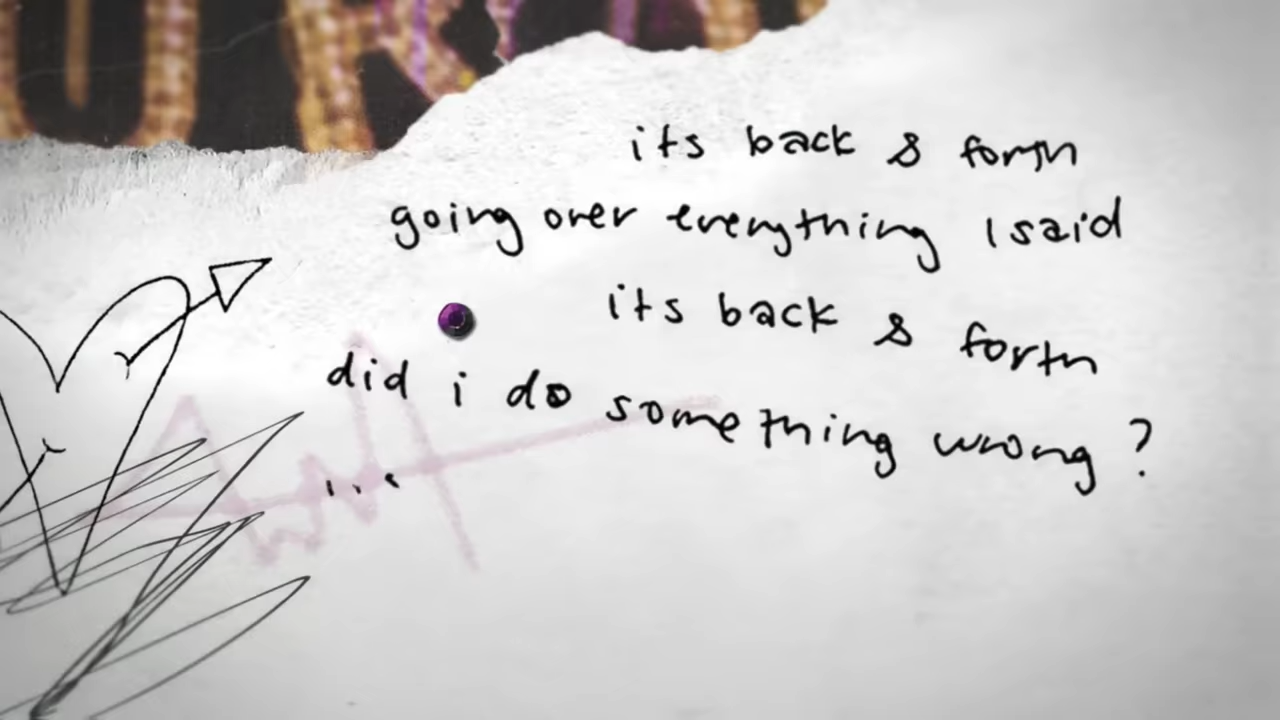 its back & forth
going over everything I said
its back & forth
did i do something wrong?
...